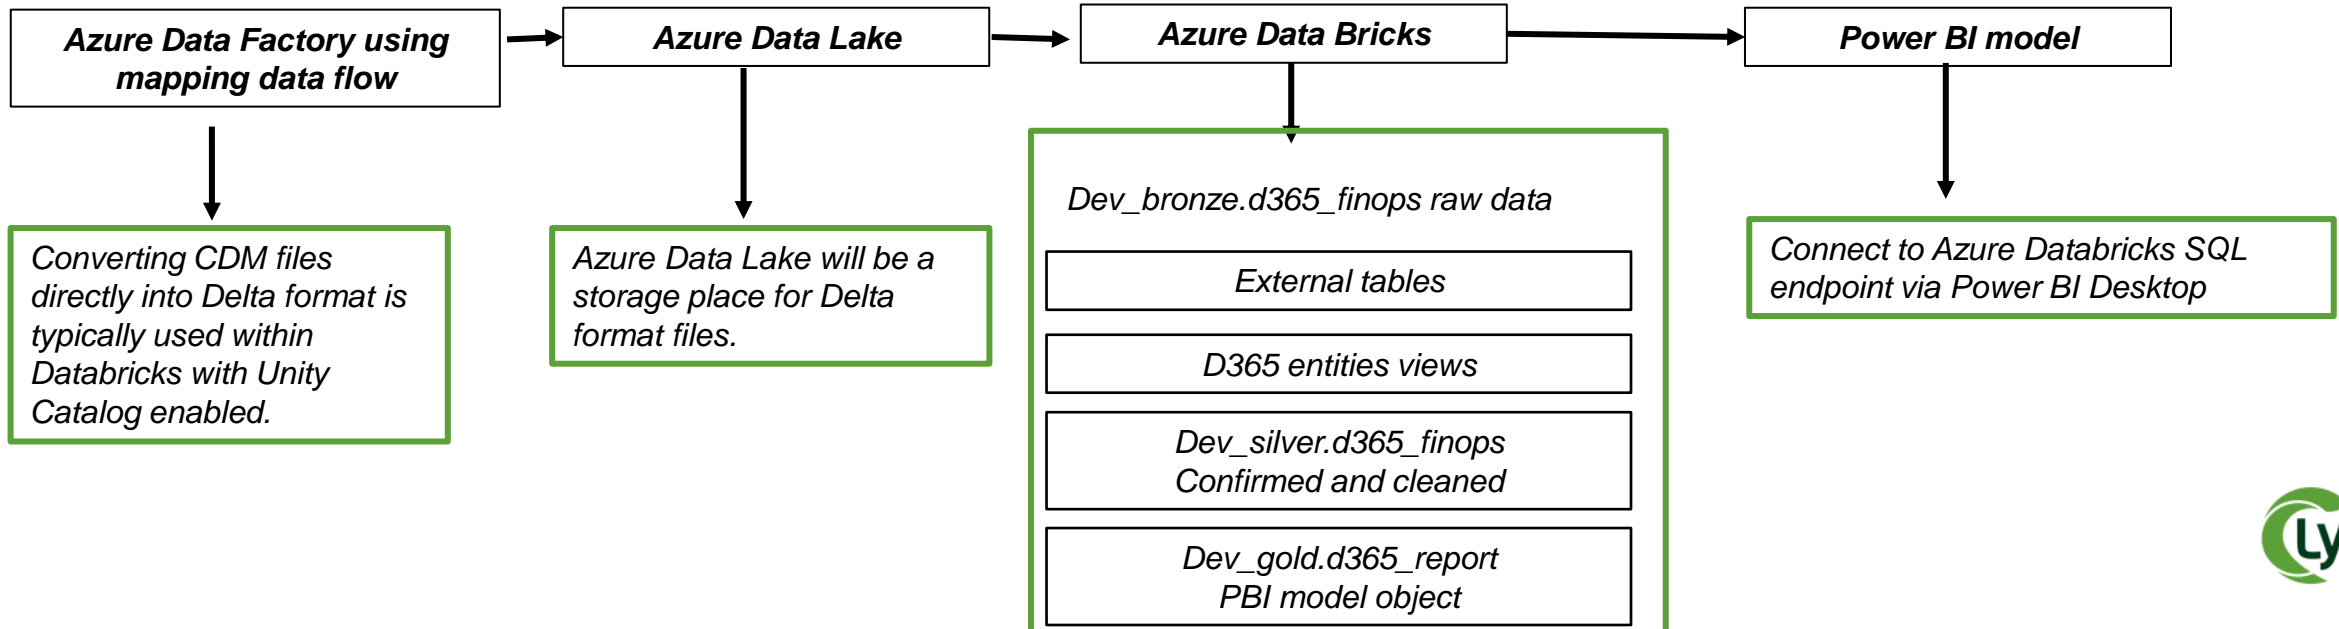 Azure Data Factory using
mapping data flow
Azure Data Lake
Azure Data Bricks
Power BI model
Converting CDM files
directly into Delta format is
typically used within
Databricks with Unity
Catalog enabled.
Azure Data Lake will be a
storage place for Delta
format files.
Dev_bronze.d365_finops raw data
External tables
D365 entities views
Dev_silver.d365_finops
Confirmed and cleaned
Dev_gold.d365_report
PBI model object
Connect to Azure Databricks SQL
endpoint via Power BI Desktop
Ly